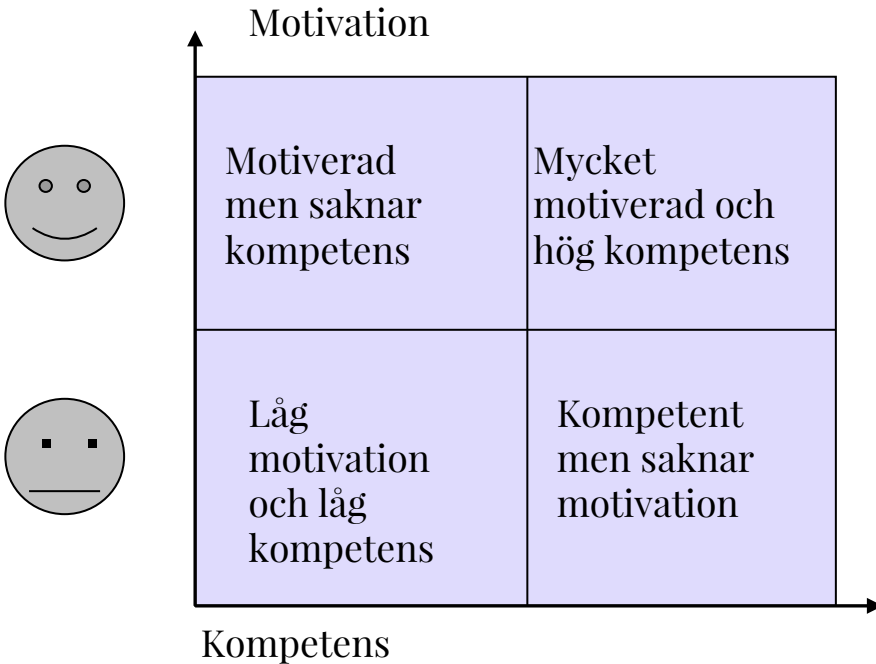 Motivation
Motiverad
men saknar
kompetens
Mycket
motiverad och
hög kompetens
Låg
motivation
och låg
kompetens
Kompetent
men saknar
motivation
Kompetens